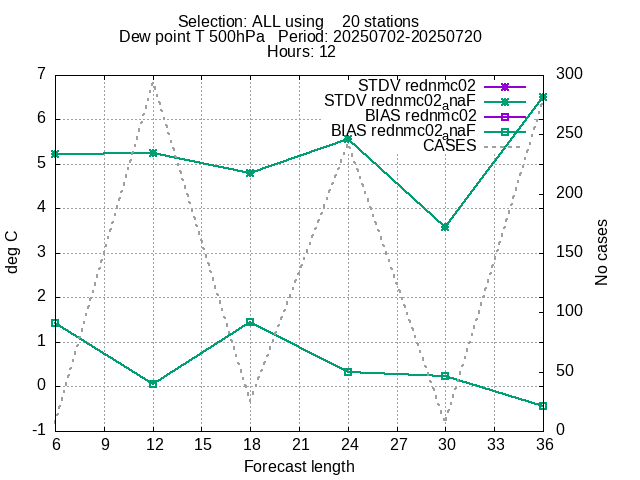 Selection: ALL using    20 stations
Dew point T 500hPa   Period: 20250702-20250720
Hours: 12
STDV rednmc02
STDV rednmc02anaF
BIAS rednmc02
BIAS rednmc02anaF
CASES
7
6
5
4
3
2
1
0
-1
deg C
300
250
200
150
100
50
0
No cases
6 9 12 15 18 21 24 27 30 33 36
Forecast length